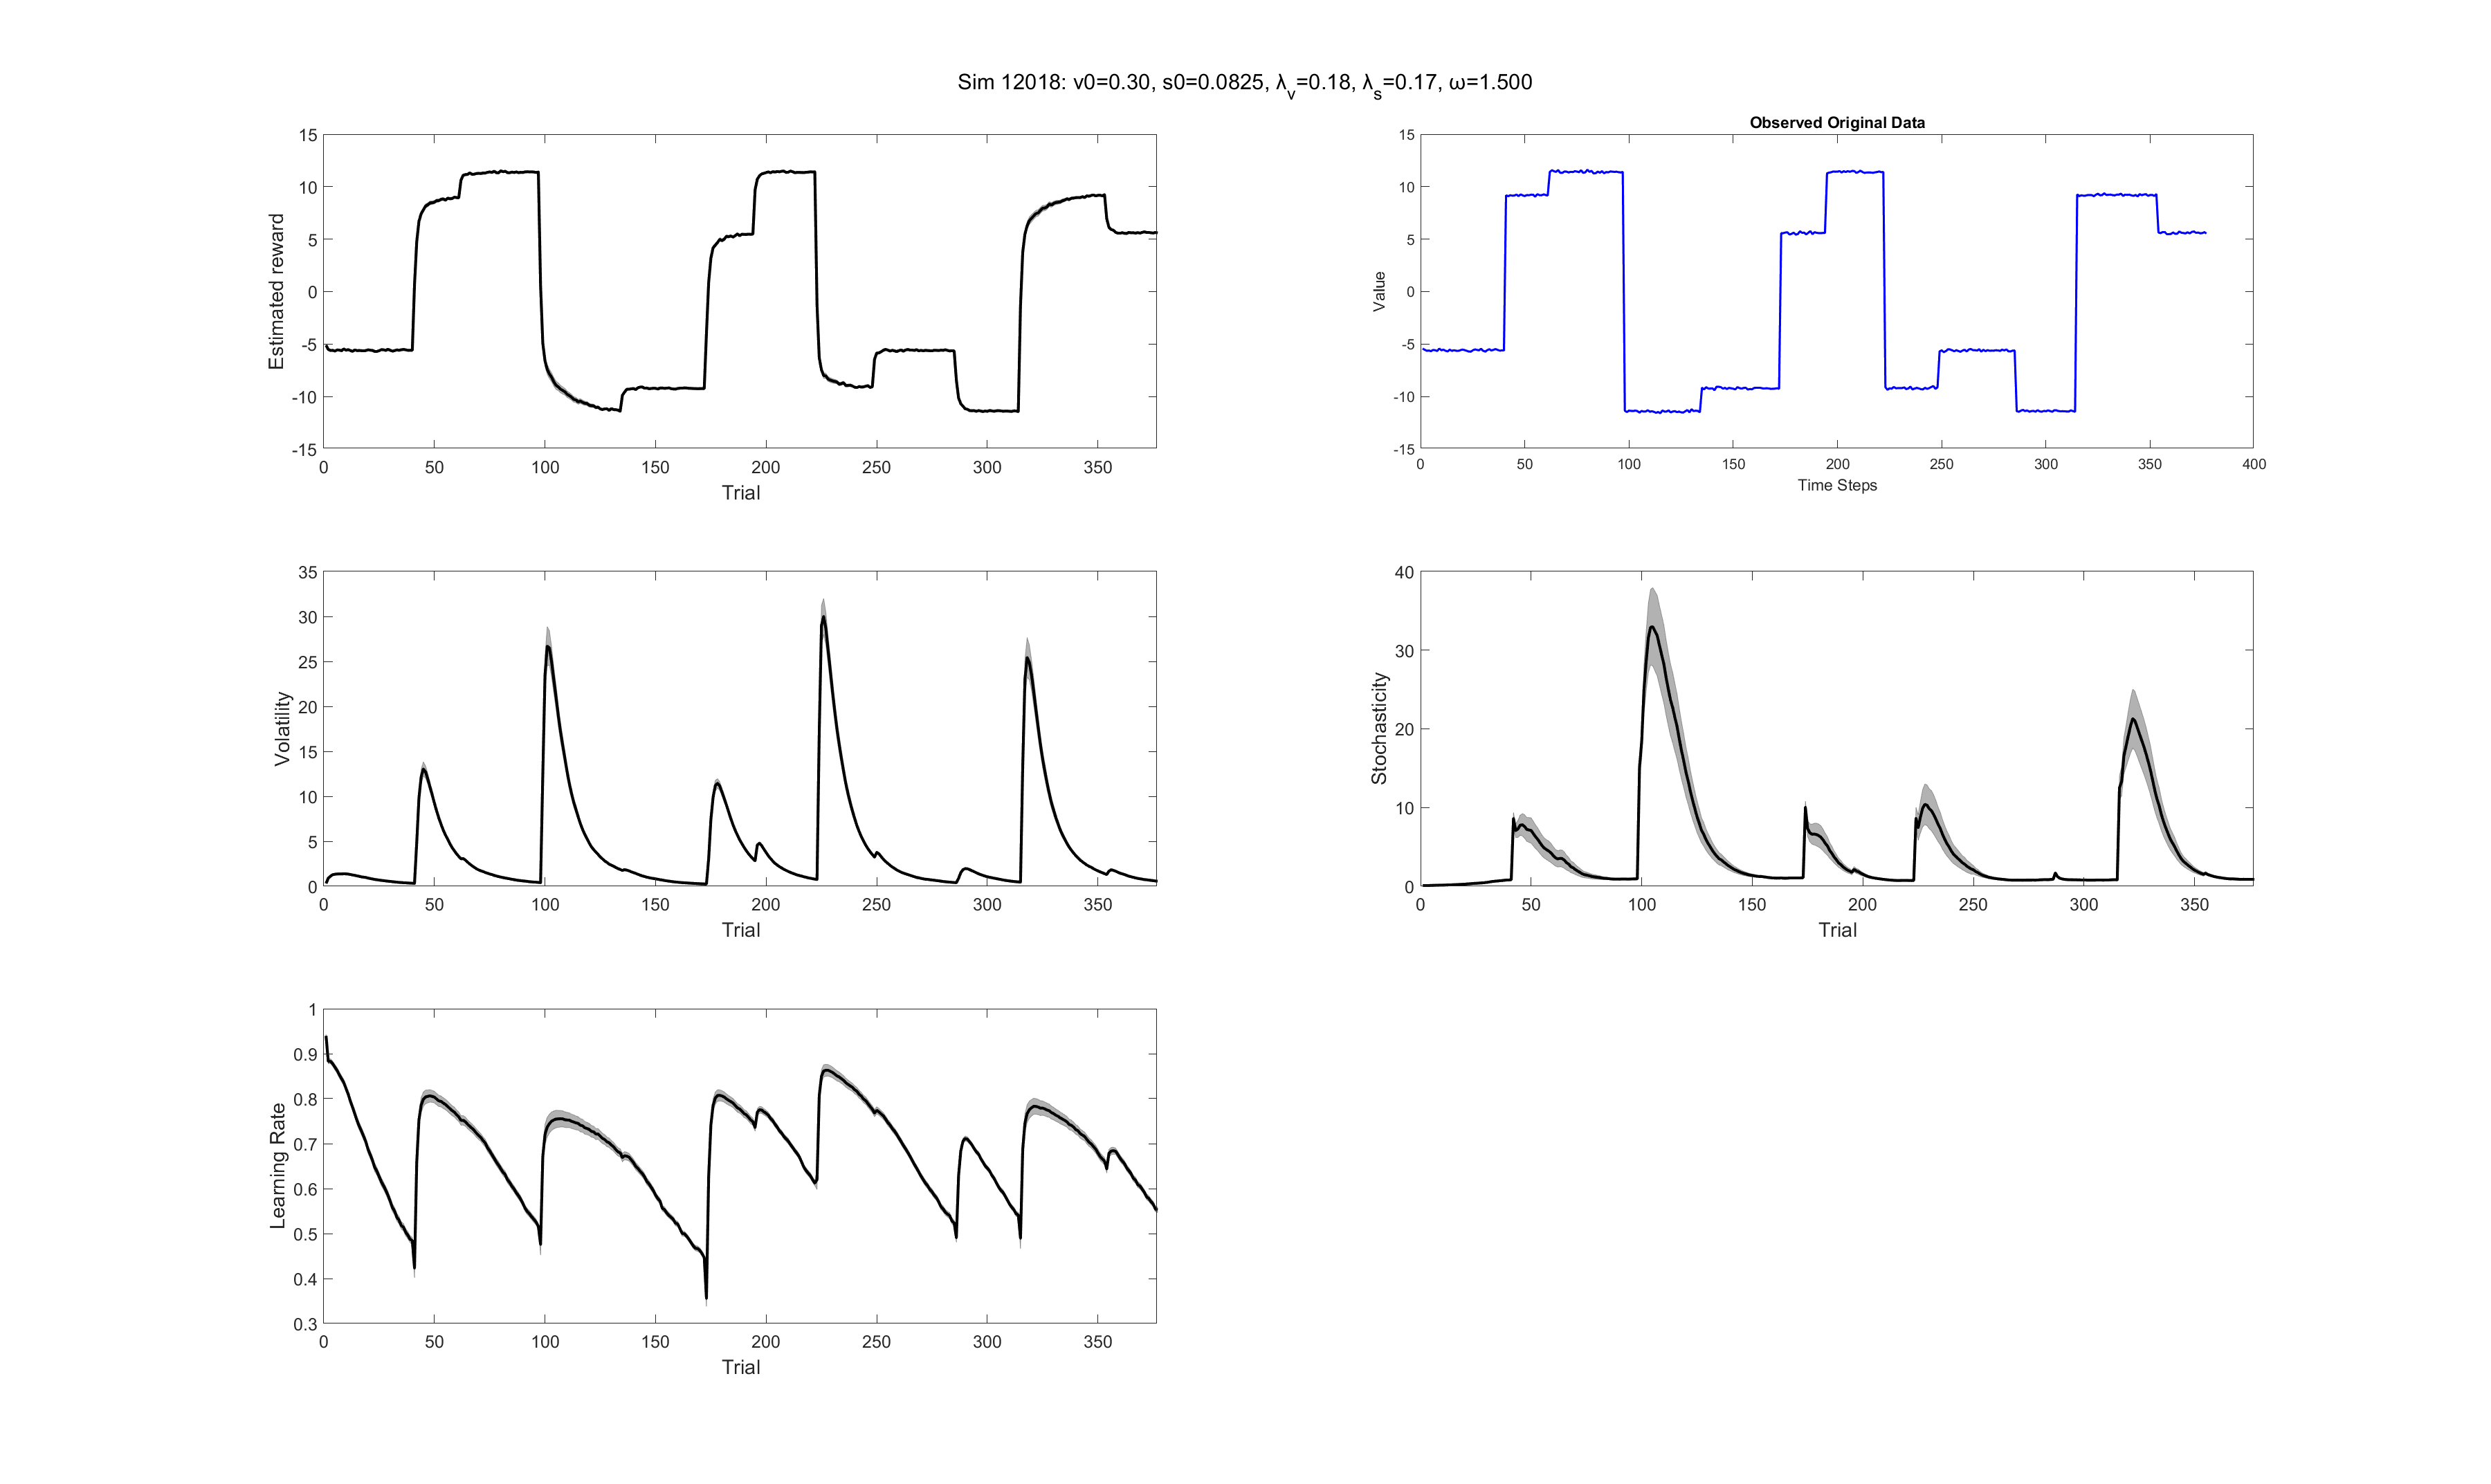 Sim 12018: v0=0.30, s0=0.0825, λv=0.18, λs=0.17, ω=1.500
15
10
5
0
-5
-10
-15
Estimated reward
0 50 100 150 200 250 300 350
Trial
Observed Original Data
15
10
5
0
-5
-10
-15
Value
0 50 100 150 200 250 300 350 400
Time Steps
35
30
25
20
15
10
5
0
Volatility
0 50 100 150 200 250 300 350
Trial
40
30
20
10
0
Stochasticity
0 50 100 150 200 250 300 350
Trial
1
0.9
0.8
0.7
0.6
0.5
0.4
0.3
Learning Rate
0 50 100 150 200 250 300 350
Trial